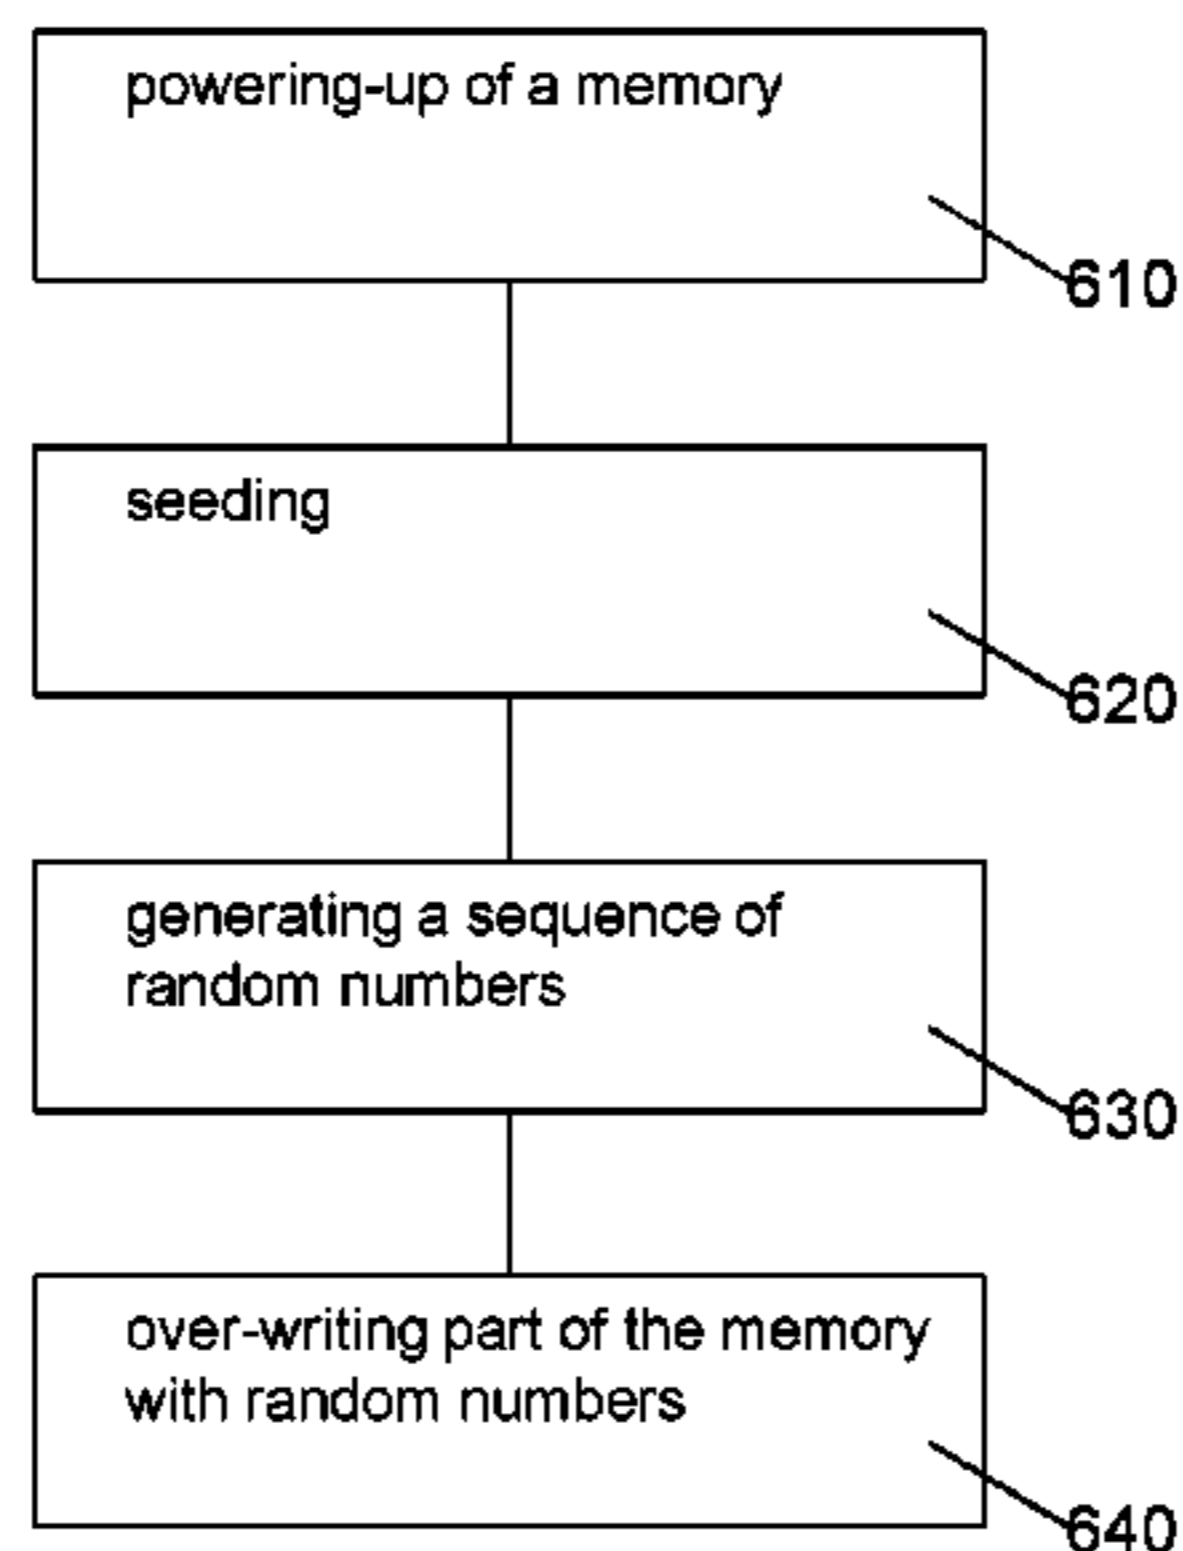 powering-up of a memory
610
seeding
620
generating a sequence of
random numbers
630
over-writing part of the memory
with random numbers
640